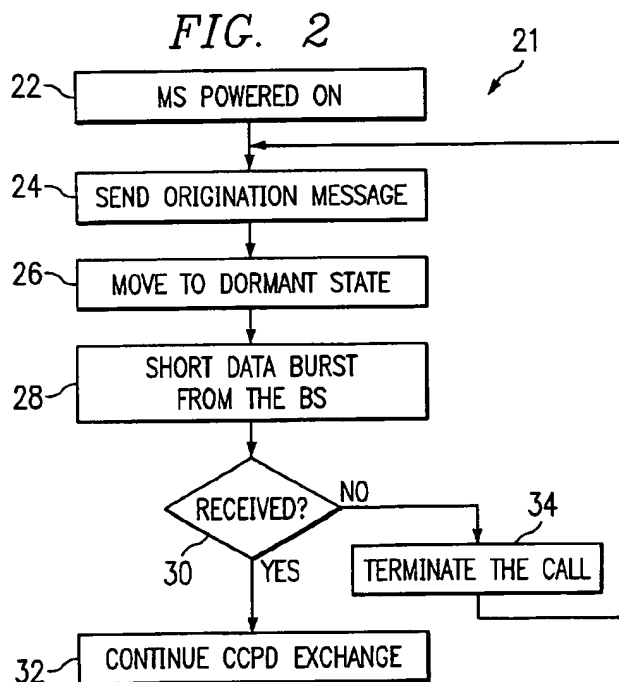 FIG. 2
21
22
MS POWERED ON
24
SEND ORIGINATION MESSAGE
26
MOVE TO DORMANT STATE
28
SHORT DATA BURST
FROM THE BS
RECEIVED?
NO
30
YES
34
TERMINATE THE CALL
32
CONTINUE CCPD EXCHANGE